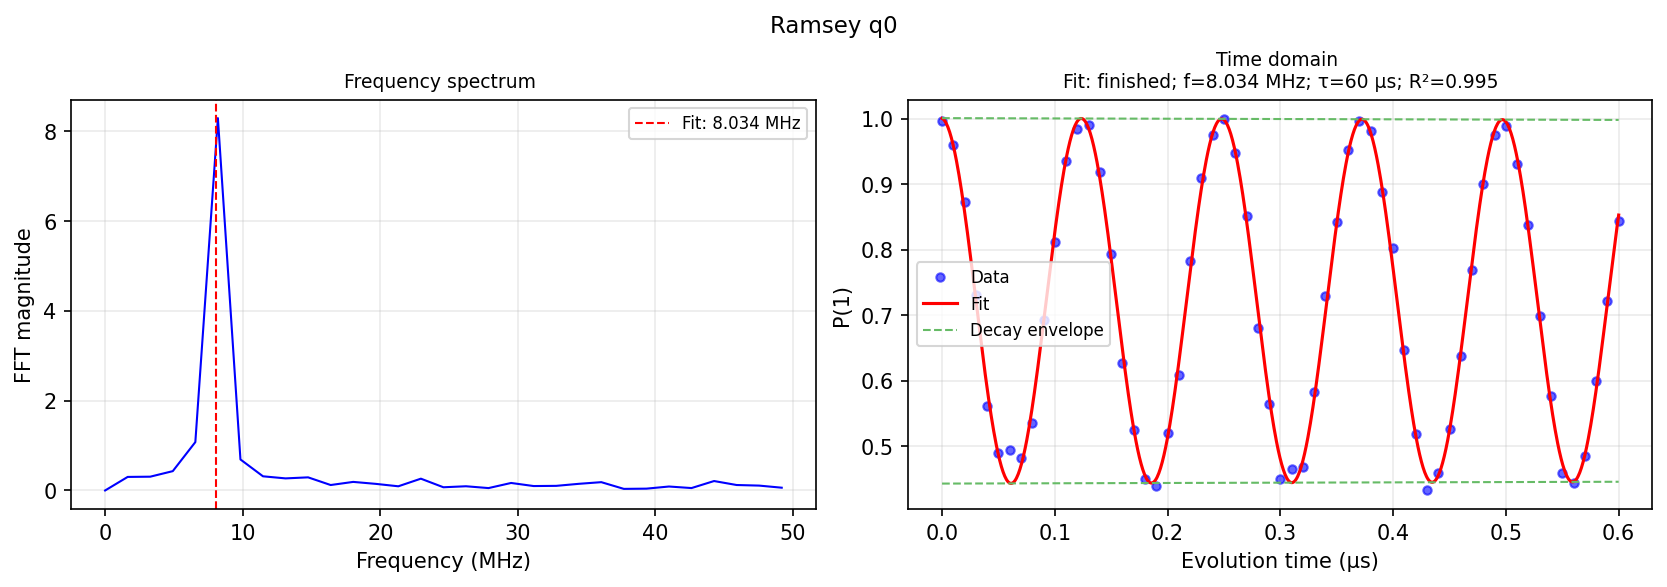 Ramsey q0
Frequency spectrum
FFT magnitude
8
6
4
2
0
Fit: 8.034 MHz
0 10 20 30 40 50
Frequency (MHz)
Time domain
Fit: finished; f=8.034 MHz; τ=60 μs; R²=0.995
P(1)
1.0
0.9
0.8
0.7
0.6
0.5
Data
Fit
Decay envelope
0.0 0.1 0.2 0.3 0.4 0.5 0.6
Evolution time (μs)